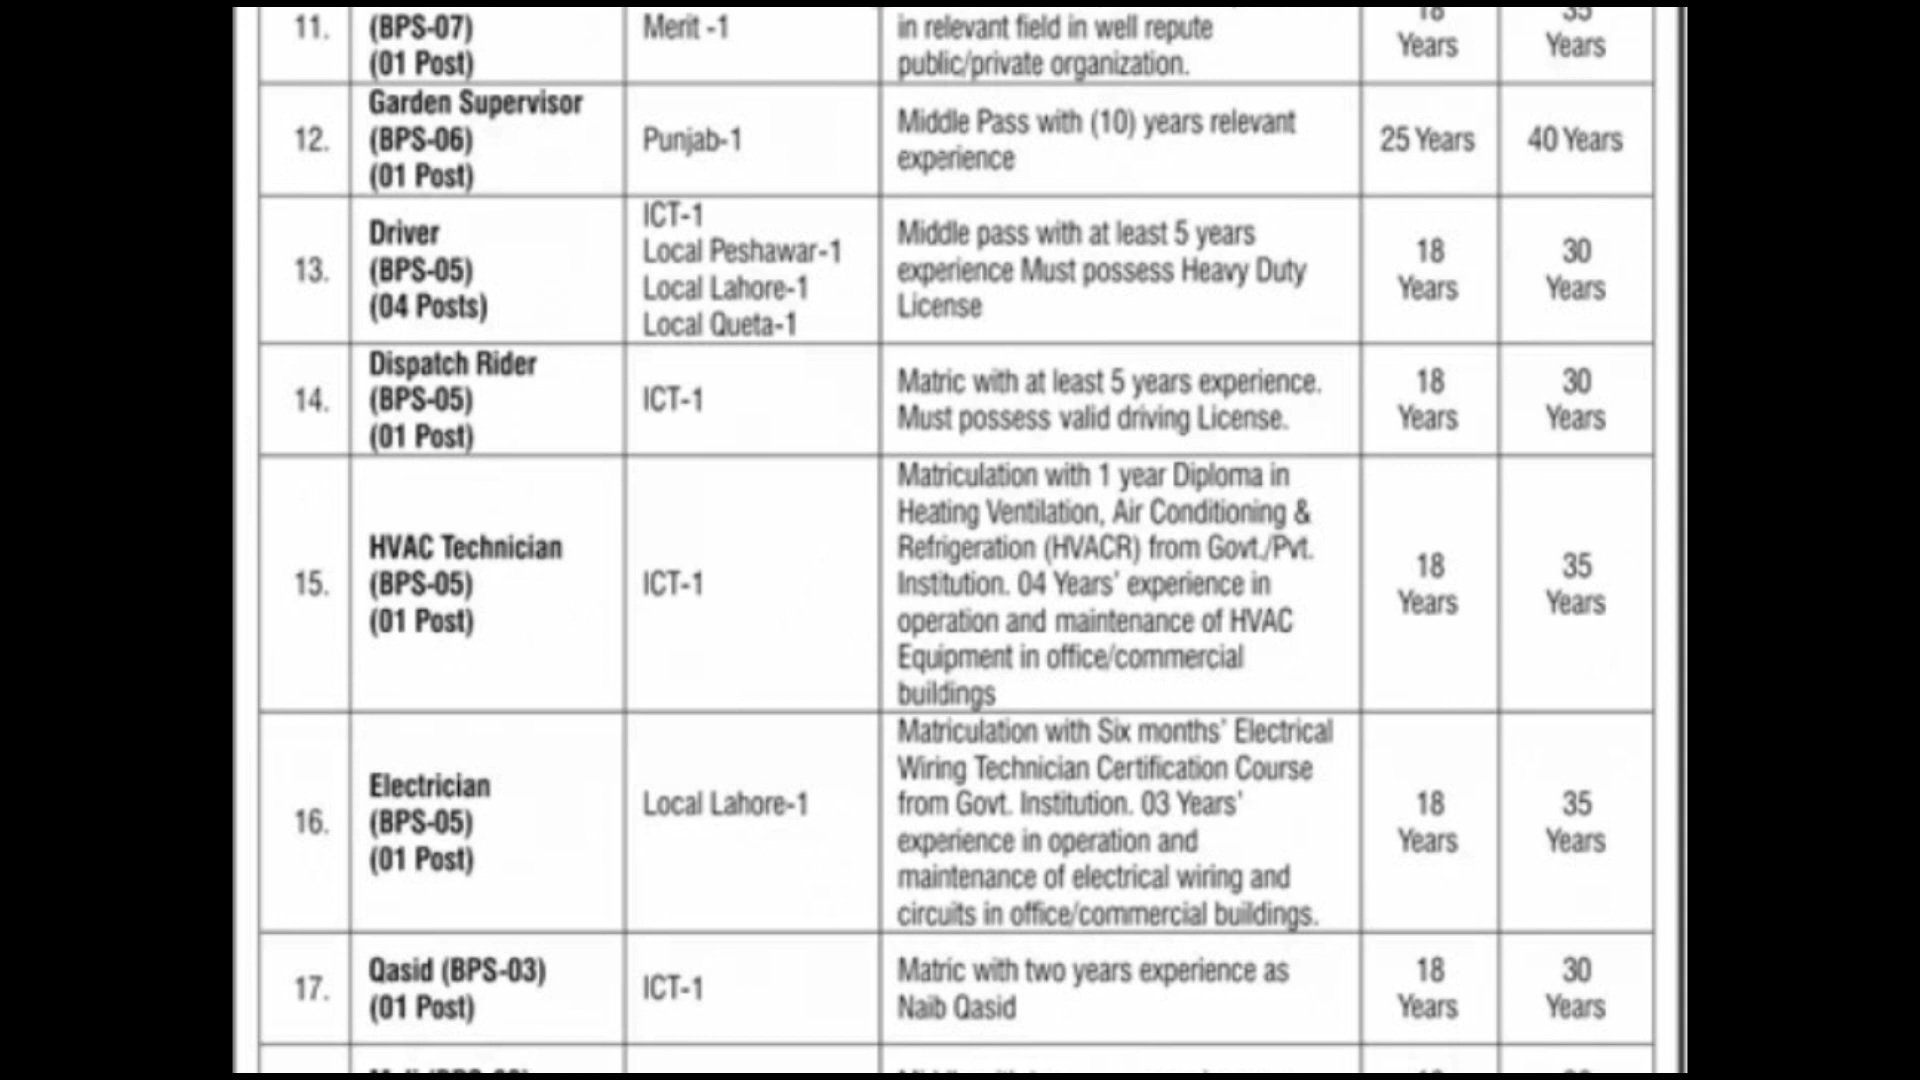 11.
(BPS-07)
(01 Post)
Merit -1
in relevant field in well repute
public/private organization.
18
Years
35
Years
12.
Garden Supervisor
(BPS-06)
(01 Post)
Punjab-1
Middle Pass with (10) years relevant
experience
25 Years
40 Years
13.
Driver
(BPS-05)
(04 Posts)
ICT-1
Local Peshawar-1
Local Lahore-1
Local Queta-1
Middle pass with at least 5 years
experience Must possess Heavy Duty
License
18
Years
30
Years
14.
Dispatch Rider
(BPS-05)
(01 Post)
ICT-1
Matric with at least 5 years experience.
Must possess valid driving License.
18
Years
30
Years
15.
HVAC Technician
(BPS-05)
(01 Post)
ICT-1
Matriculation with 1 year Diploma in
Heating Ventilation, Air Conditioning &
Refrigeration (HVACR) from Govt./Pvt.
Institution. 04 Years' experience in
operation and maintenance of HVAC
Equipment in office/commercial
buildings
18
Years
35
Years
16.
Electrician
(BPS-05)
(01 Post)
Local Lahore-1
Matriculation with Six months' Electrical
Wiring Technician Certification Course
from Govt. Institution. 03 Years'
experience in operation and
maintenance of electrical wiring and
circuits in office/commercial buildings.
18
Years
35
Years
17.
Qasid (BPS-03)
(01 Post)
ICT-1
Matric with two years experience as
Naib Qasid
18
Years
30
Years